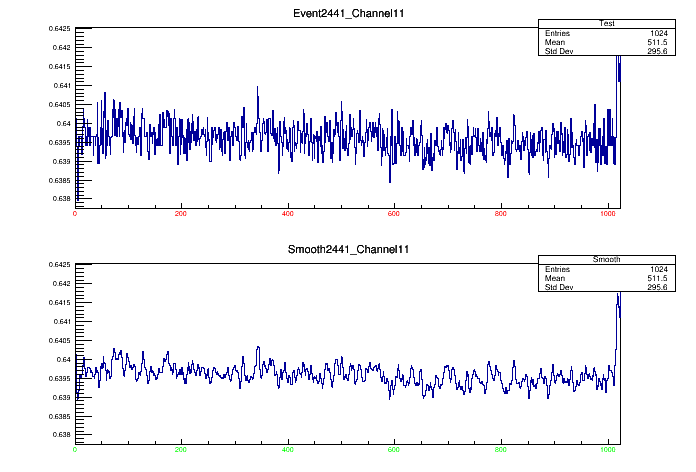 Event2441_Channel11
Test
Entries 1024
Mean 511.5
Std Dev 295.6
0.6425
0.642
0.6415
0.641
0.6405
0.64
0.6395
0.639
0.6385
0.638
0 200 400 600 800 1000
Smooth2441_Channel11
Smooth
Entries 1024
Mean 511.5
Std Dev 295.6
0.6425
0.642
0.6415
0.641
0.6405
0.64
0.6395
0.639
0.6385
0.638
0 200 400 600 800 1000